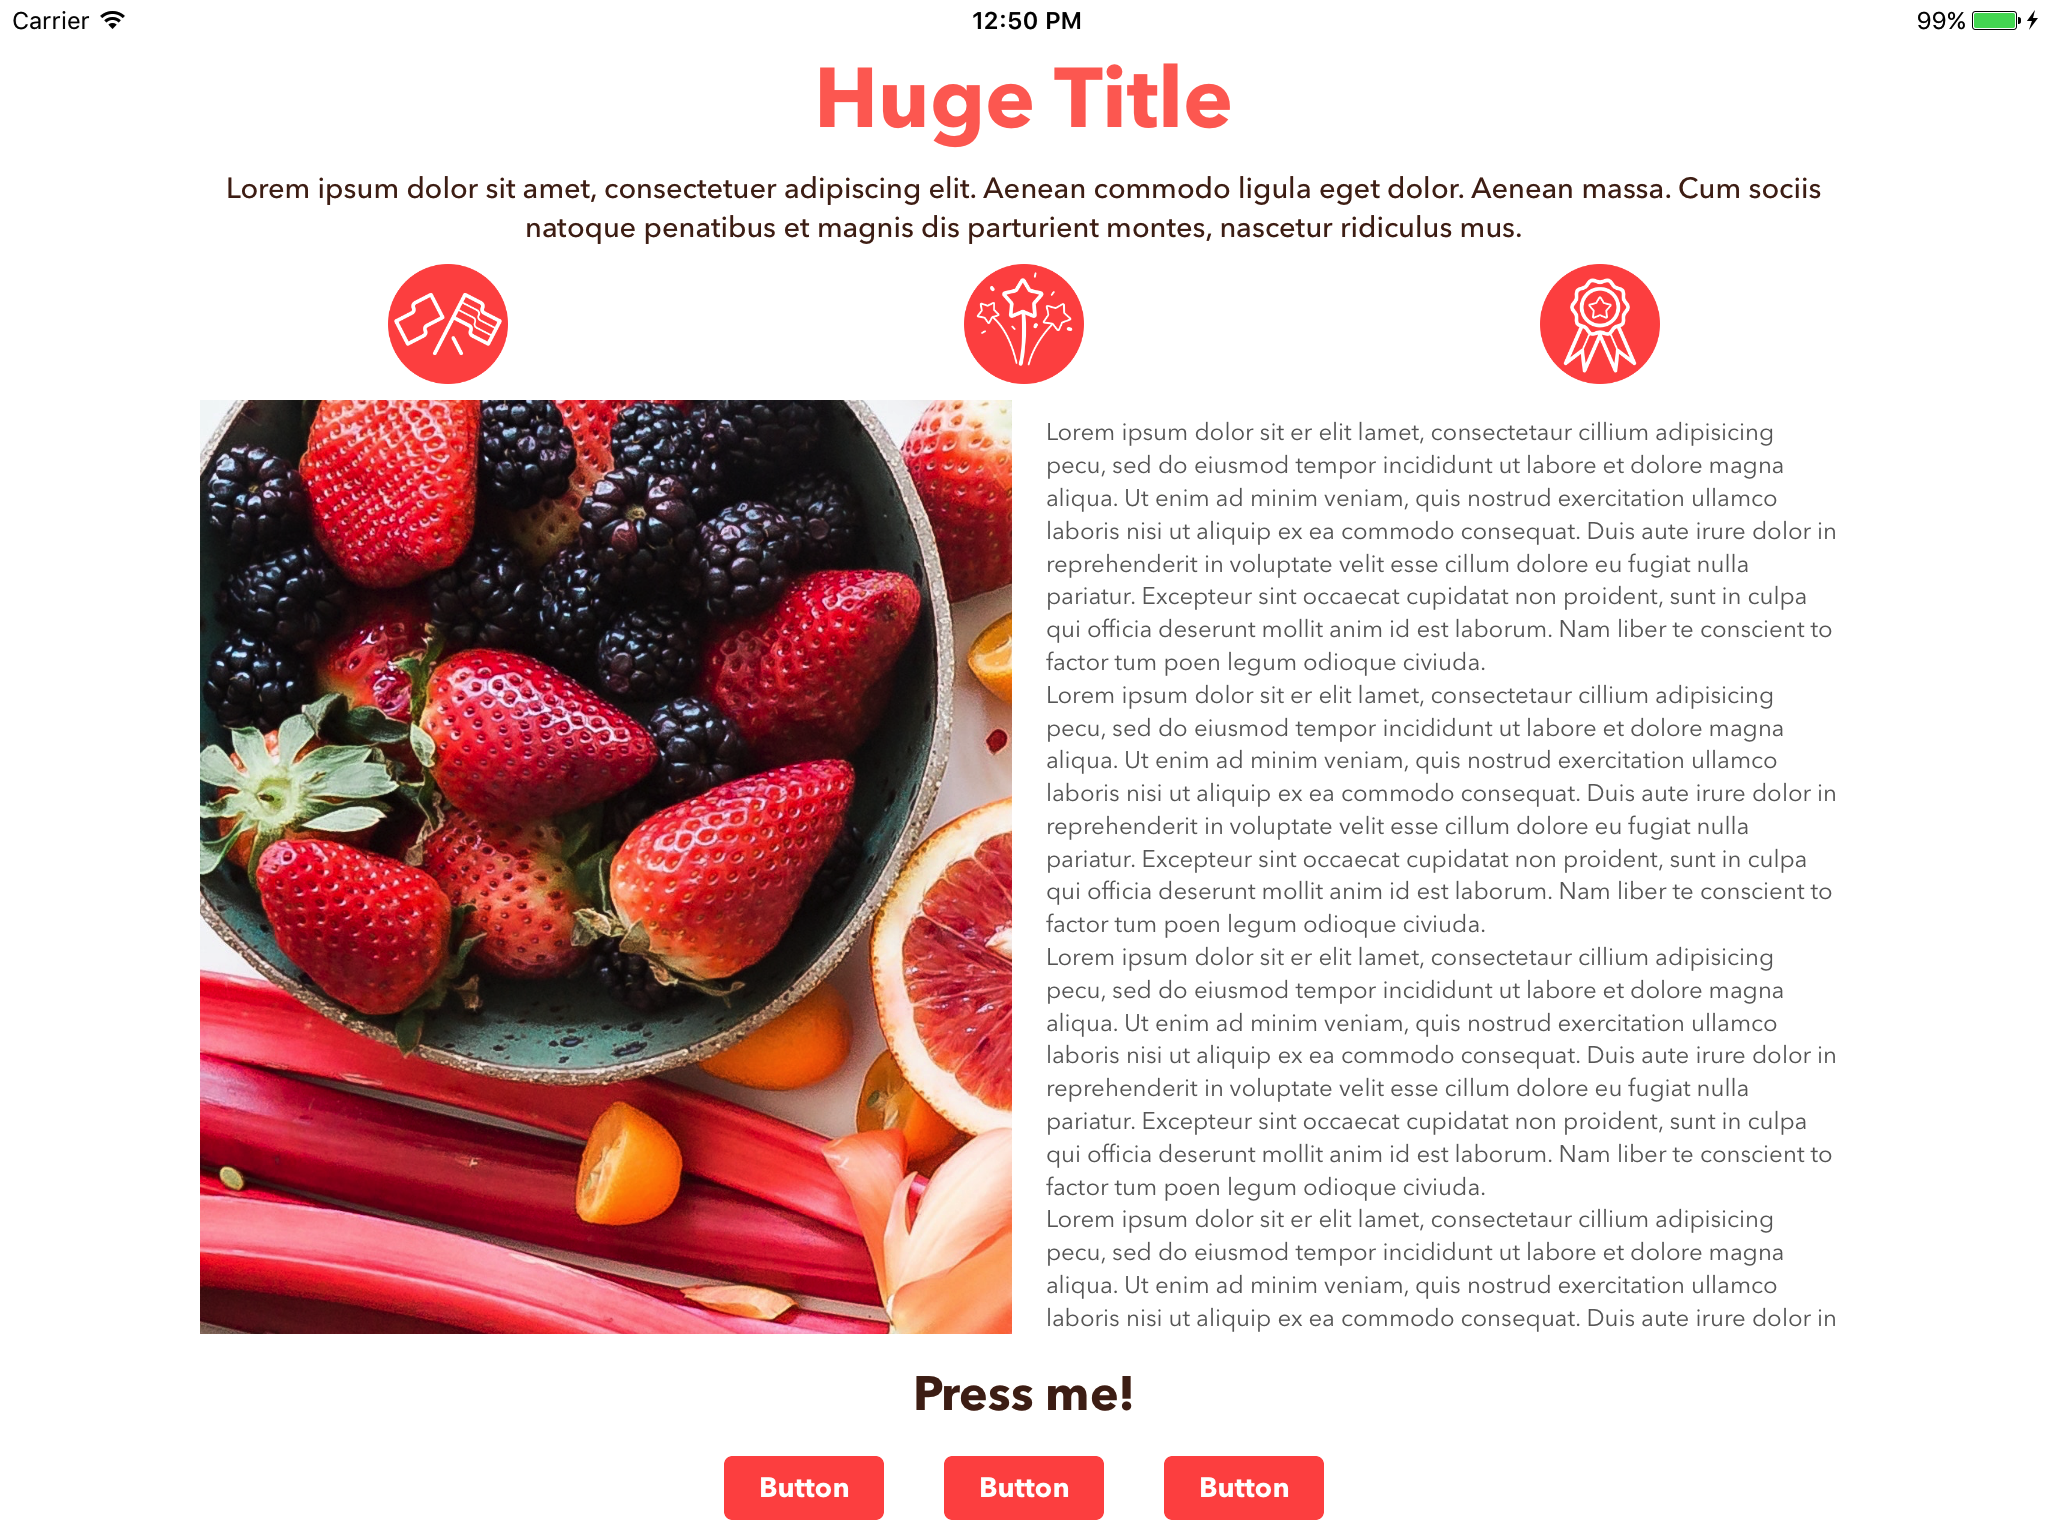 Carrier
12:50 PM
99%
Huge Title
Lorem ipsum dolor sit amet, consectetuer adipiscing elit. Aenean commodo ligula eget dolor. Aenean massa. Cum sociis
natoque penatibus et magnis dis parturient montes, nascetur ridiculus mus.
Lorem ipsum dolor sit er elit lamet, consectetaur cillium adipisicing
pecu, sed do eiusmod tempor incididunt ut labore et dolore magna
aliqua. Ut enim ad minim veniam, quis nostrud exercitation ullamco
laboris nisi ut aliquip ex ea commodo consequat. Duis aute irure dolor in
reprehenderit in voluptate velit esse cillum dolore eu fugiat nulla
pariatur. Excepteur sint occaecat cupidatat non proident, sunt in culpa
qui officia deserunt mollit anim id est laborum. Nam liber te conscient to
factor tum poen legum odioque civiuda.
Lorem ipsum dolor sit er elit lamet, consectetaur cillium adipisicing
pecu, sed do eiusmod tempor incididunt ut labore et dolore magna
aliqua. Ut enim ad minim veniam, quis nostrud exercitation ullamco
laboris nisi ut aliquip ex ea commodo consequat. Duis aute irure dolor in
reprehenderit in voluptate velit esse cillum dolore eu fugiat nulla
pariatur. Excepteur sint occaecat cupidatat non proident, sunt in culpa
qui officia deserunt mollit anim id est laborum. Nam liber te conscient to
factor tum poen legum odioque civiuda.
Lorem ipsum dolor sit er elit lamet, consectetaur cillium adipisicing
pecu, sed do eiusmod tempor incididunt ut labore et dolore magna
aliqua. Ut enim ad minim veniam, quis nostrud exercitation ullamco
laboris nisi ut aliquip ex ea commodo consequat. Duis aute irure dolor in
reprehenderit in voluptate velit esse cillum dolore eu fugiat nulla
pariatur. Excepteur sint occaecat cupidatat non proident, sunt in culpa
qui officia deserunt mollit anim id est laborum. Nam liber te conscient to
factor tum poen legum odioque civiuda.
Lorem ipsum dolor sit er elit lamet, consectetaur cillium adipisicing
pecu, sed do eiusmod tempor incididunt ut labore et dolore magna
aliqua. Ut enim ad minim veniam, quis nostrud exercitation ullamco
laboris nisi ut aliquip ex ea commodo consequat. Duis aute irure dolor in
Press me!
Button
Button
Button